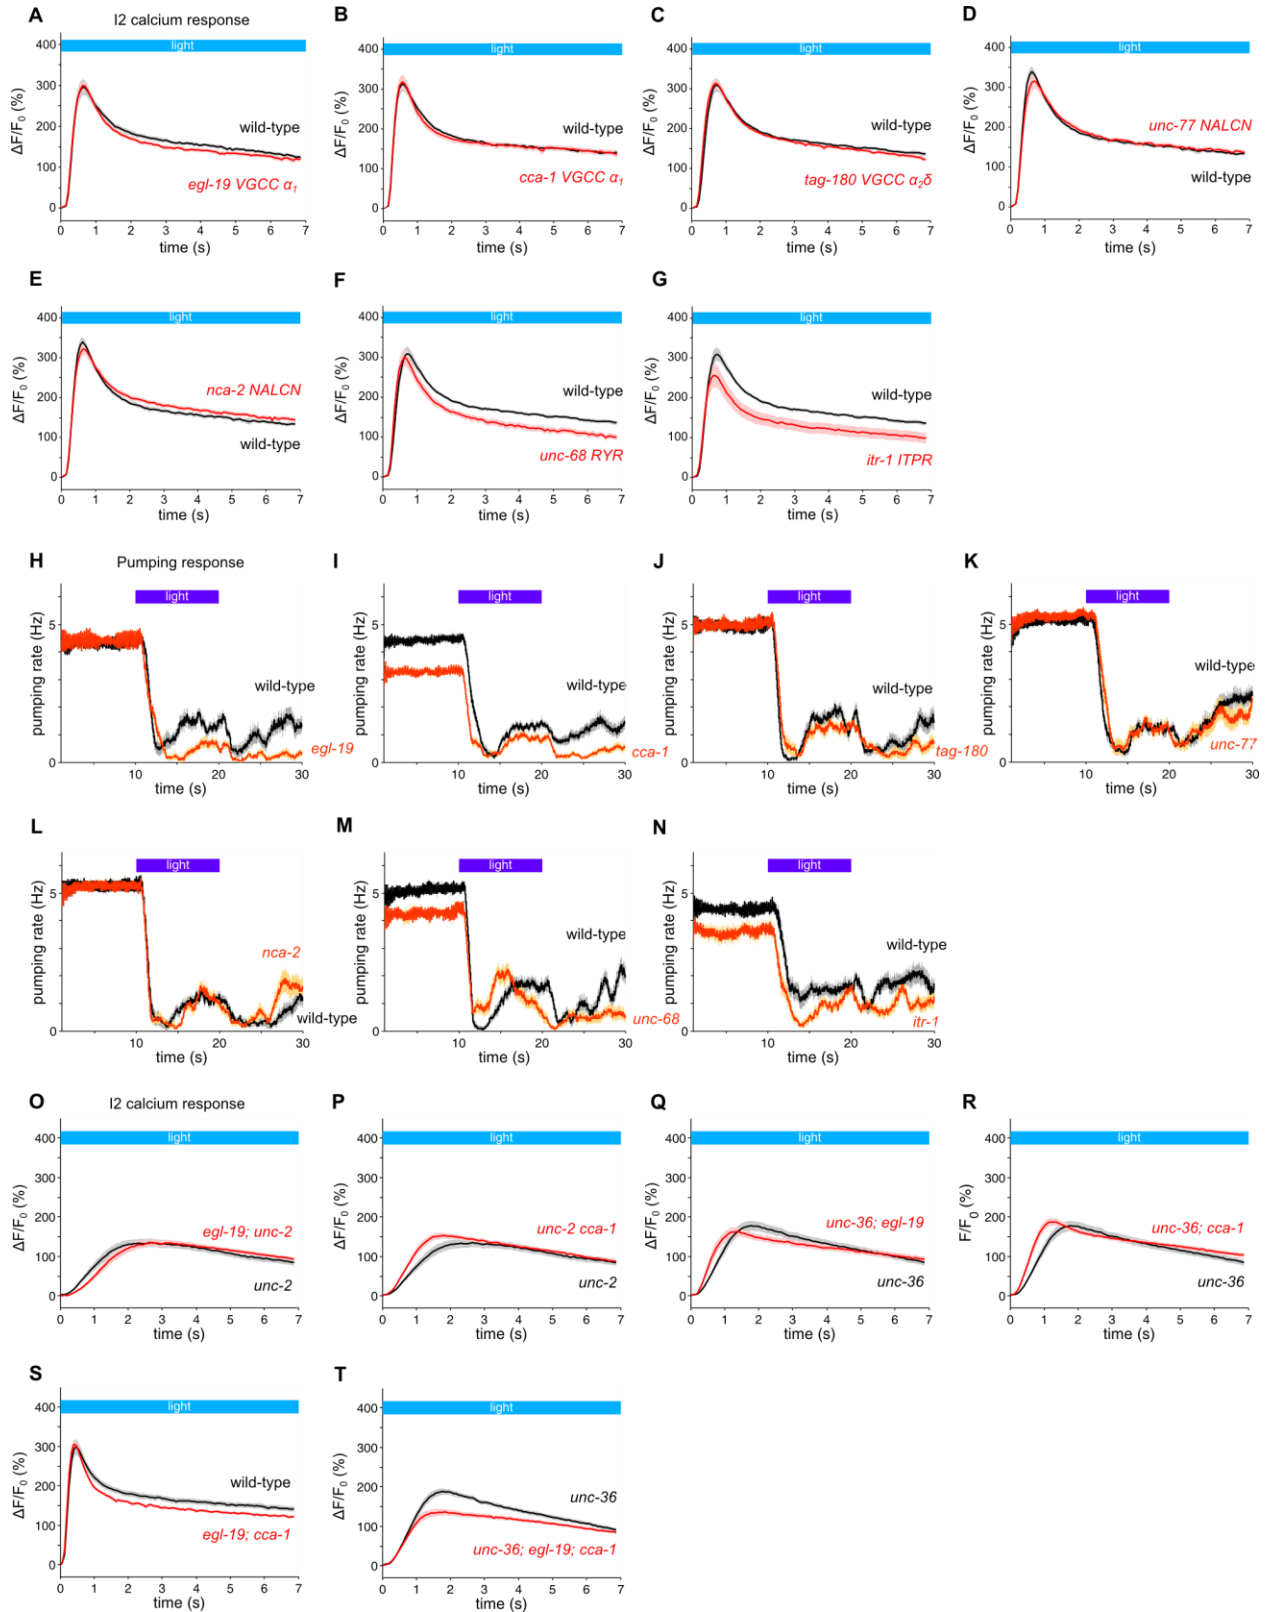 A
I2 calcium response
light
400
300
200
100
0
ΔF/F₀ (%)
wild-type
egl-19 VGCC α₁
0 1 2 3 4 5 6 7
time (s)
B
light
400
300
200
100
0
ΔF/F₀ (%)
wild-type
cca-1 VGCC α₁
0 1 2 3 4 5 6 7
time (s)
C
light
400
300
200
100
0
ΔF/F₀ (%)
wild-type
tag-180 VGCC α₂δ
0 1 2 3 4 5 6 7
time (s)
D
light
400
300
200
100
0
ΔF/F₀ (%)
unc-77 NALCN
wild-type
0 1 2 3 4 5 6 7
time (s)
E
light
400
300
200
100
0
ΔF/F₀ (%)
nca-2 NALCN
wild-type
0 1 2 3 4 5 6 7
time (s)
F
light
400
300
200
100
0
ΔF/F₀ (%)
wild-type
unc-68 RYR
0 1 2 3 4 5 6 7
time (s)
G
light
400
300
200
100
0
ΔF/F₀ (%)
wild-type
itr-1 ITPR
0 1 2 3 4 5 6 7
time (s)
H
Pumping response
light
5
0
pumping rate (Hz)
wild-type
egl-19
10 20 30
time (s)
I
light
5
0
pumping rate (Hz)
wild-type
cca-1
10 20 30
time (s)
J
light
5
0
pumping rate (Hz)
wild-type
tag-180
10 20 30
time (s)
K
light
5
0
pumping rate (Hz)
wild-type
unc-77
10 20 30
time (s)
L
light
5
0
pumping rate (Hz)
nca-2
wild-type
10 20 30
time (s)
M
light
5
0
pumping rate (Hz)
wild-type
unc-68
10 20 30
time (s)
N
light
5
0
pumping rate (Hz)
wild-type
itr-1
10 20 30
time (s)
O
I2 calcium response
light
400
300
200
100
0
ΔF/F₀ (%)
egl-19; unc-2
unc-2
0 1 2 3 4 5 6 7
time (s)
P
light
400
300
200
100
0
ΔF/F₀ (%)
unc-2 cca-1
unc-2
0 1 2 3 4 5 6 7
time (s)
Q
light
400
300
200
100
0
ΔF/F₀ (%)
unc-36; egl-19
unc-36
0 1 2 3 4 5 6 7
time (s)
R
light
400
300
200
100
0
F/F₀ (%)
unc-36; cca-1
unc-36
0 1 2 3 4 5 6 7
time (s)
S
light
400
300
200
100
0
ΔF/F₀ (%)
wild-type
egl-19; cca-1
0 1 2 3 4 5 6 7
time (s)
T
light
400
300
200
100
0
ΔF/F₀ (%)
unc-36
unc-36; egl-19; cca-1
0 1 2 3 4 5 6 7
time (s)